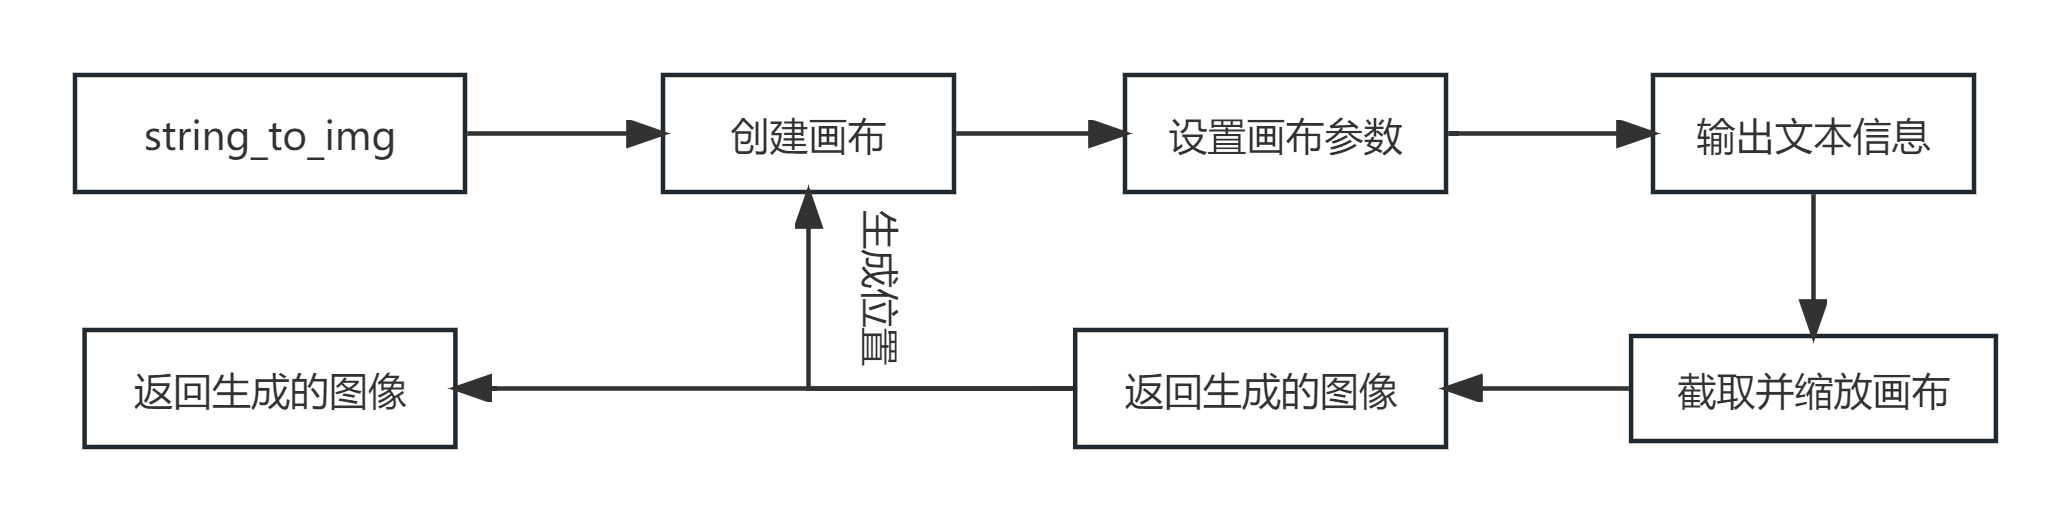 string_to_img
创建画布
设置画布参数
输出文本信息
生成位置
返回生成的图像
返回生成的图像
截取并缩放画布